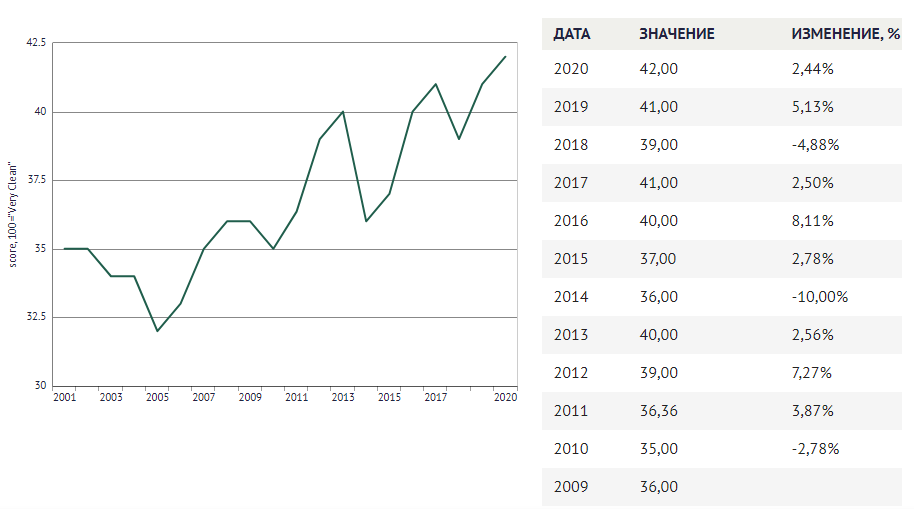 42.5
40
37.5
35
32.5
30
score, 100="Very Clean"
2001 2003 2005 2007 2009 2011 2013 2015 2017 2020
ДАТА ЗНАЧЕНИЕ ИЗМЕНЕНИЕ, %
2020 42,00 2,44%
2019 41,00 5,13%
2018 39,00 -4,88%
2017 41,00 2,50%
2016 40,00 8,11%
2015 37,00 2,78%
2014 36,00 -10,00%
2013 40,00 2,56%
2012 39,00 7,27%
2011 36,36 3,87%
2010 35,00 -2,78%
2009 36,00